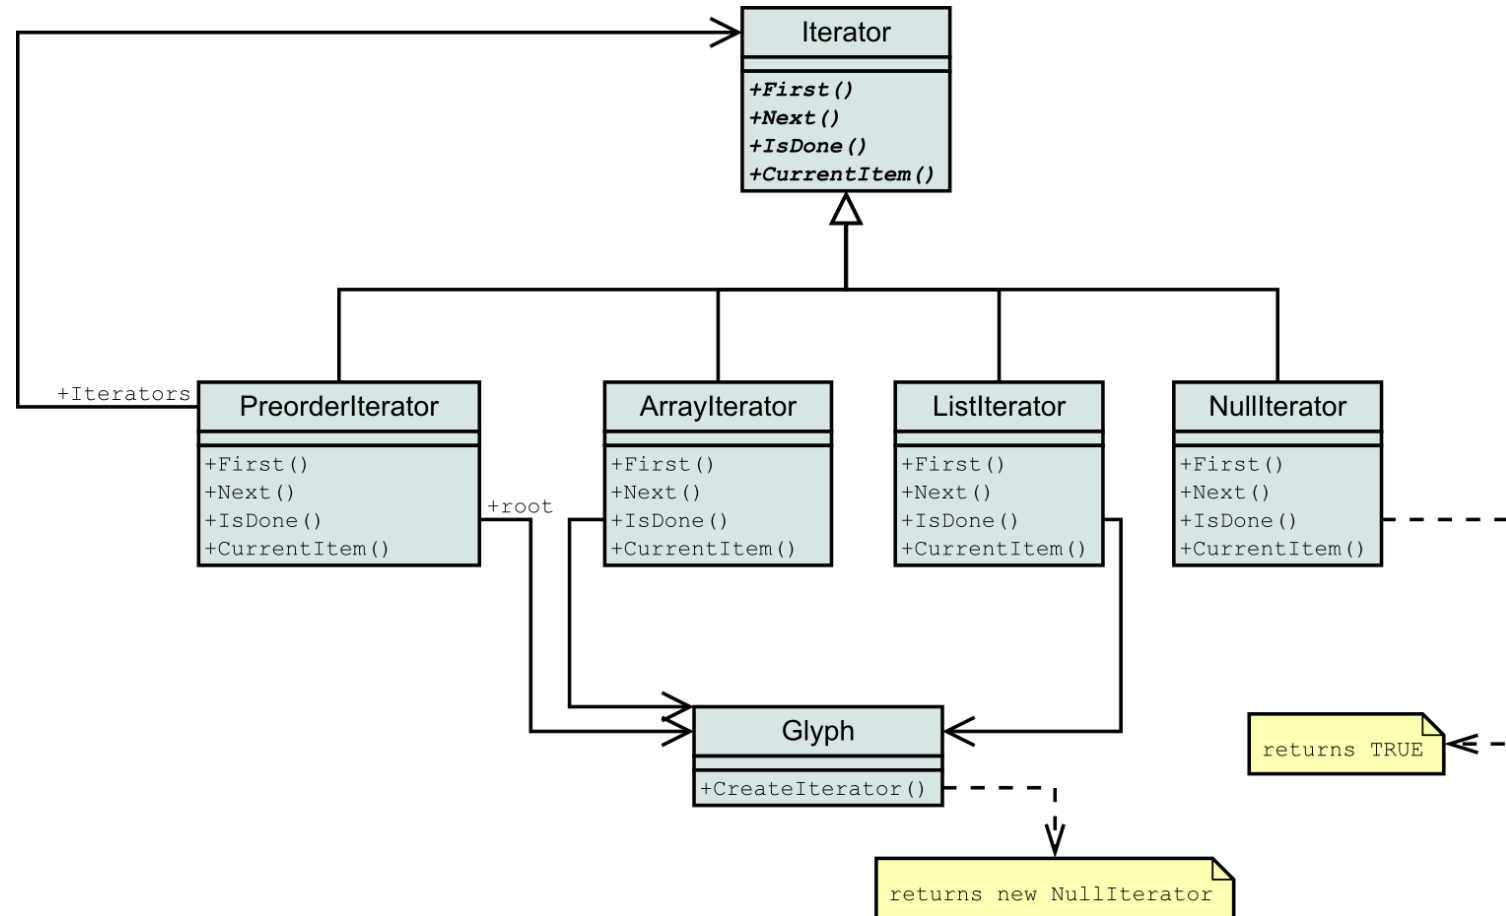 Iterator
+First()
+Next()
+IsDone()
+CurrentItem()
+Iterators
PreorderIterator
+First()
+Next()
+IsDone()
+CurrentItem()
+root
ArrayIterator
+First()
+Next()
+IsDone()
+CurrentItem()
ListIterator
+First()
+Next()
+IsDone()
+CurrentItem()
NullIterator
+First()
+Next()
+IsDone()
+CurrentItem()
Glyph
+CreateIterator()
returns TRUE
returns new NullIterator